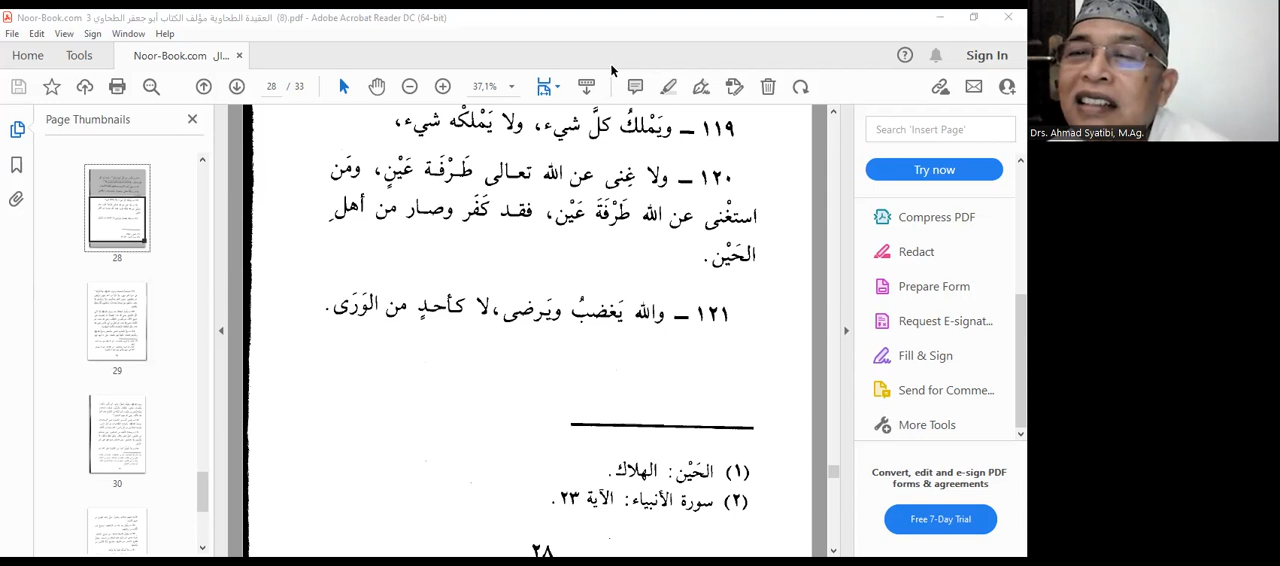 Noor-Book.com العقيدة الطحاوية مؤلف الكتاب أبو جعفر الطحاوي 3 (8).pdf - Adobe Acrobat Reader DC (64-bit)
File Edit View Sign Window Help
Home Tools Noor-Book.com ال... × Sign In
28 / 33 37,1%
Page Thumbnails
28
29
30
١١٩ ــ ويَمْلكُ كلَّ شيء، ولا يَمْلكْه شيء،
١٢٠ ــ ولا غِنى عن الله تعالى طَرْفَة عَيْنٍ، ومَن
استغْنى عن الله طَرْفَةَ عَيْن، فقد كَفَر وصار من أهلِ
الحَيْن.
١٢١ ــ والله يَغضبُ ويَرضى، لا كأحدٍ من الوَرَى.
(١) الحَيْن: الهلاك.
(٢) سورة الأنبياء: الآية ٢٣.
٢٨
Search 'Insert Page'
Try now
Compress PDF
Redact
Prepare Form
Request E-signat...
Fill & Sign
Send for Comme...
More Tools
Convert, edit and e-sign PDF
forms & agreements
Free 7-Day Trial
Drs. Ahmad Syatibi, M.Ag.